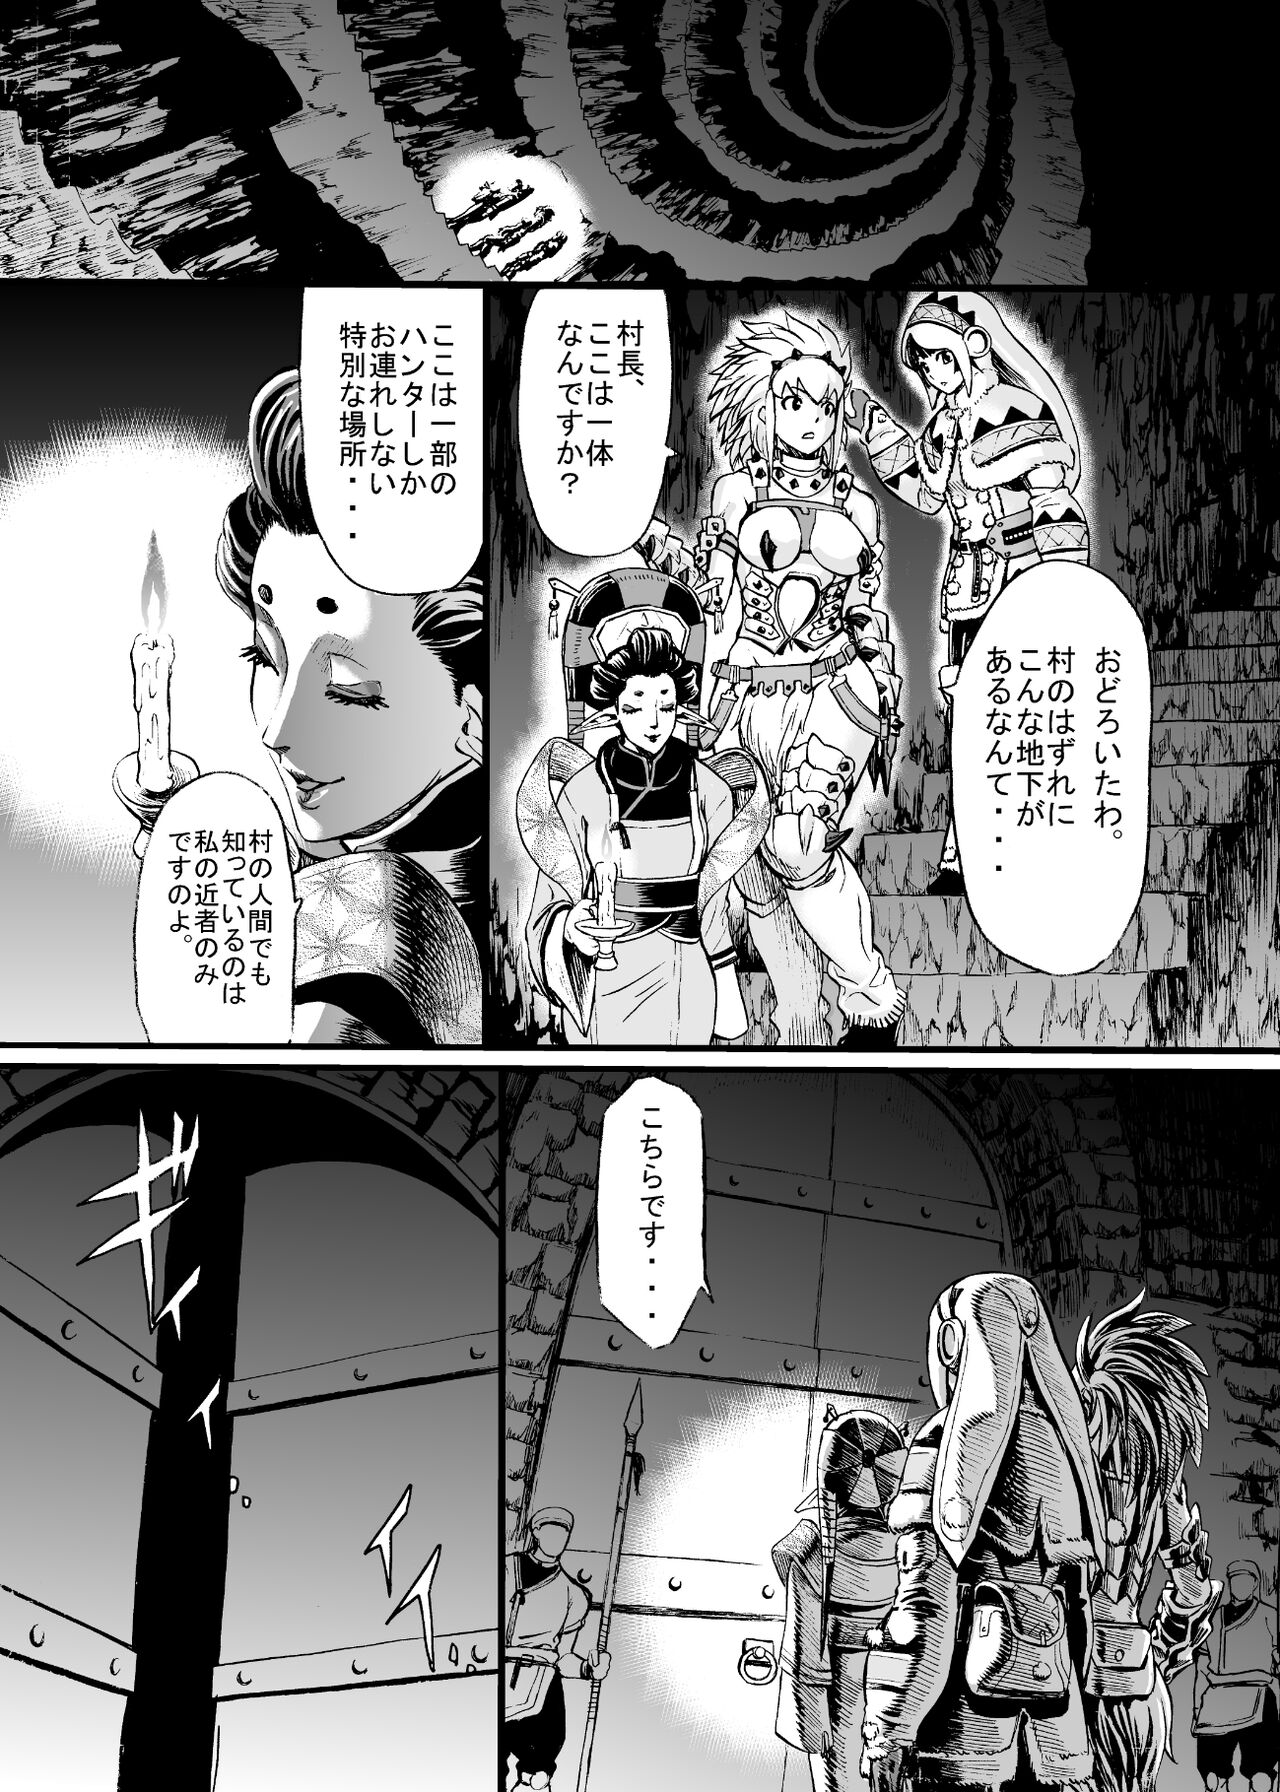 おどろいたわ。
村のはずれに
こんな地下が
あるなんて・・・
村長、
ここは一体
なんですか？
ここは一部の
ハンターしか
お連れしない
特別な場所・・・
村の人間でも
知っているのは
私の近者のみ
ですのよ。
こちらです・・・
ギィィィ